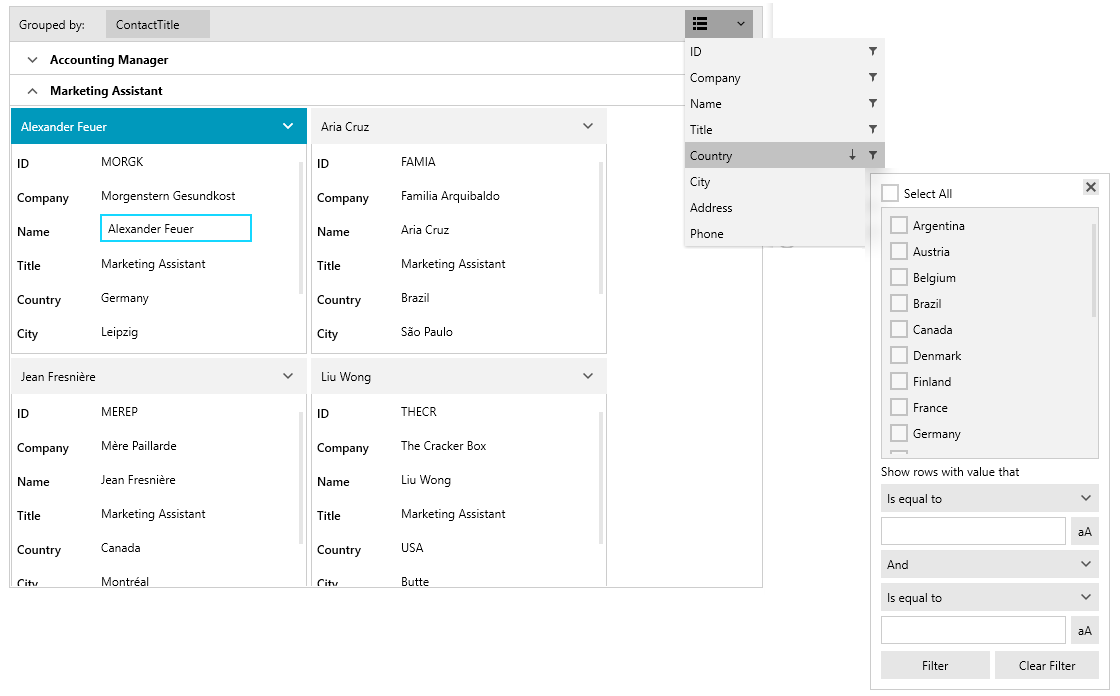 Grouped by: ContactTitle
Accounting Manager
Marketing Assistant
Alexander Feuer
ID MORGK
Company Morgenstern Gesundkost
Name Alexander Feuer
Title Marketing Assistant
Country Germany
City Leipzig
Aria Cruz
ID FAMIA
Company Familia Arquibaldo
Name Aria Cruz
Title Marketing Assistant
Country Brazil
City São Paulo
Jean Fresnière
ID MEREP
Company Mère Paillarde
Name Jean Fresnière
Title Marketing Assistant
Country Canada
City Montréal
Liu Wong
ID THECR
Company The Cracker Box
Name Liu Wong
Title Marketing Assistant
Country USA
City Butte
ID
Company
Name
Title
Country
City
Address
Phone
Select All
Argentina
Austria
Belgium
Brazil
Canada
Denmark
Finland
France
Germany
Show rows with value that
Is equal to
aA
And
Is equal to
aA
Filter Clear Filter